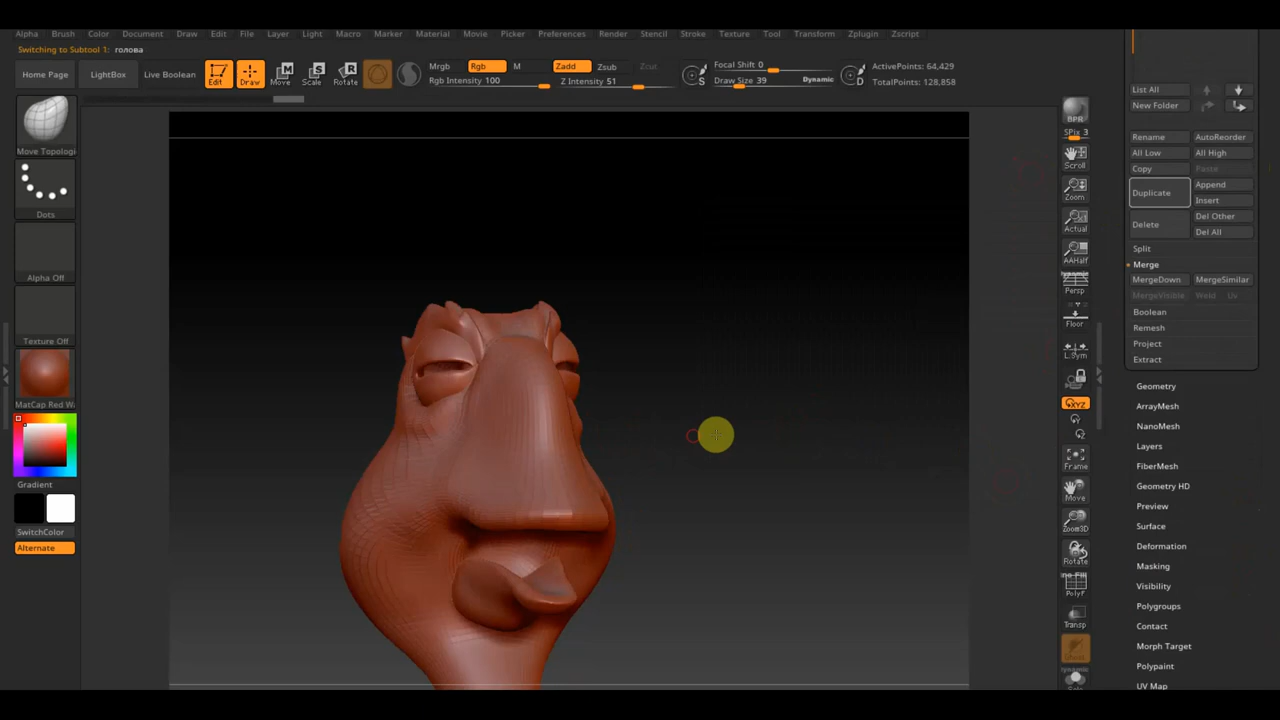 Alpha Brush Color Document Draw Edit File Layer Light Macro Marker Material Movie Picker Preferences Render Stencil Stroke Texture Tool Transform Zplugin Zscript
Switching to Subtool 1: голова
Home Page LightBox Live Boolean Edit Draw Move Scale Rotate
Mrgb Rgb M Zadd Zsub Zcut
Rgb Intensity 100 Z Intensity 51
Focal Shift 0
Draw Size 39 Dynamic
ActivePoints: 64,429
TotalPoints: 128,858
Move Topologi
Dots
Alpha Off
Texture Off
MatCap Red Wa
Gradient
SwitchColor
Alternate
BPR
SPix 3
Scroll
Zoom
Actual
AAHalf
Dynamic
Persp
Floor
L.Sym
XYZ
Frame
Move
Zoom3D
Rotate
PolyF
Transp
Dynamic
Solo
List All
New Folder
Rename AutoReorder
All Low All High
Copy Paste
Duplicate Append
Insert
Delete Del Other
Del All
Split
Merge
MergeDown MergeSimilar
MergeVisible Weld Uv
Boolean
Remesh
Project
Extract
Geometry
ArrayMesh
NanoMesh
Layers
FiberMesh
Geometry HD
Preview
Surface
Deformation
Masking
Visibility
Polygroups
Contact
Morph Target
Polypaint
UV Map